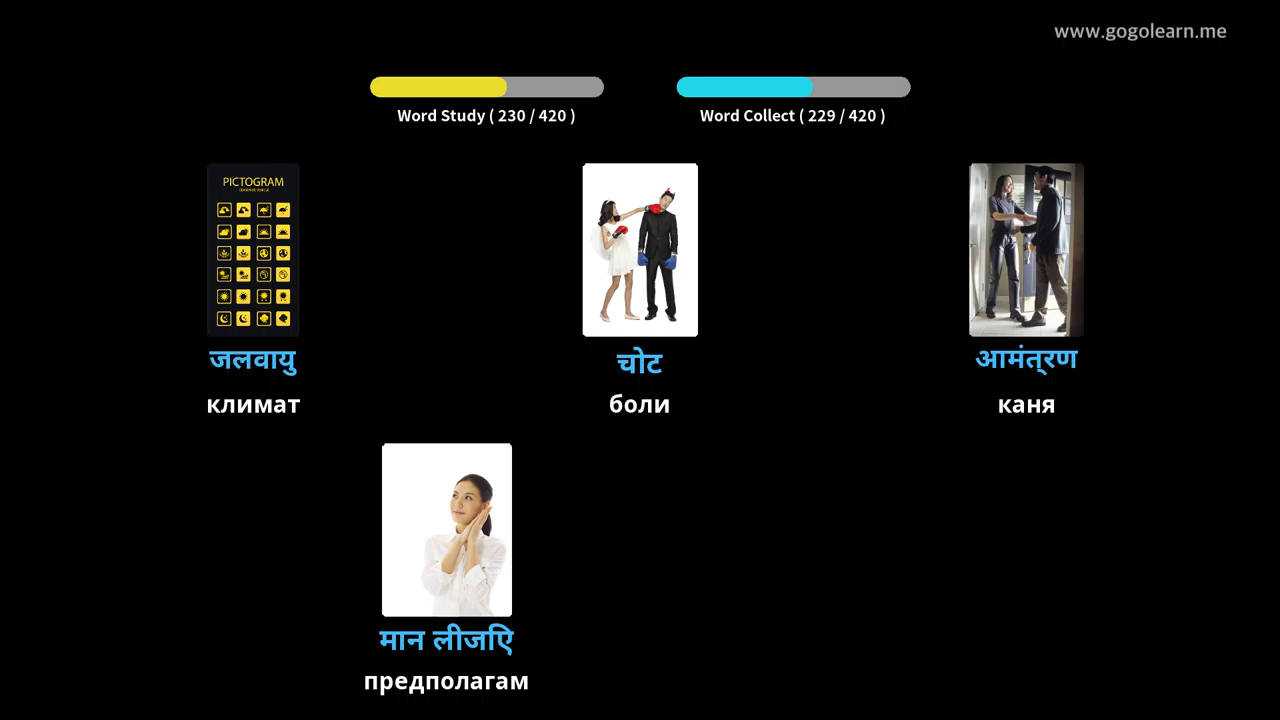 www.gogolearn.me
Word Study ( 230 / 420 )
Word Collect ( 229 / 420 )
PICTOGRAM
जलवायु
климат
चोट
боли
आमंत्रण
каня
मान लीजिए
предполагам